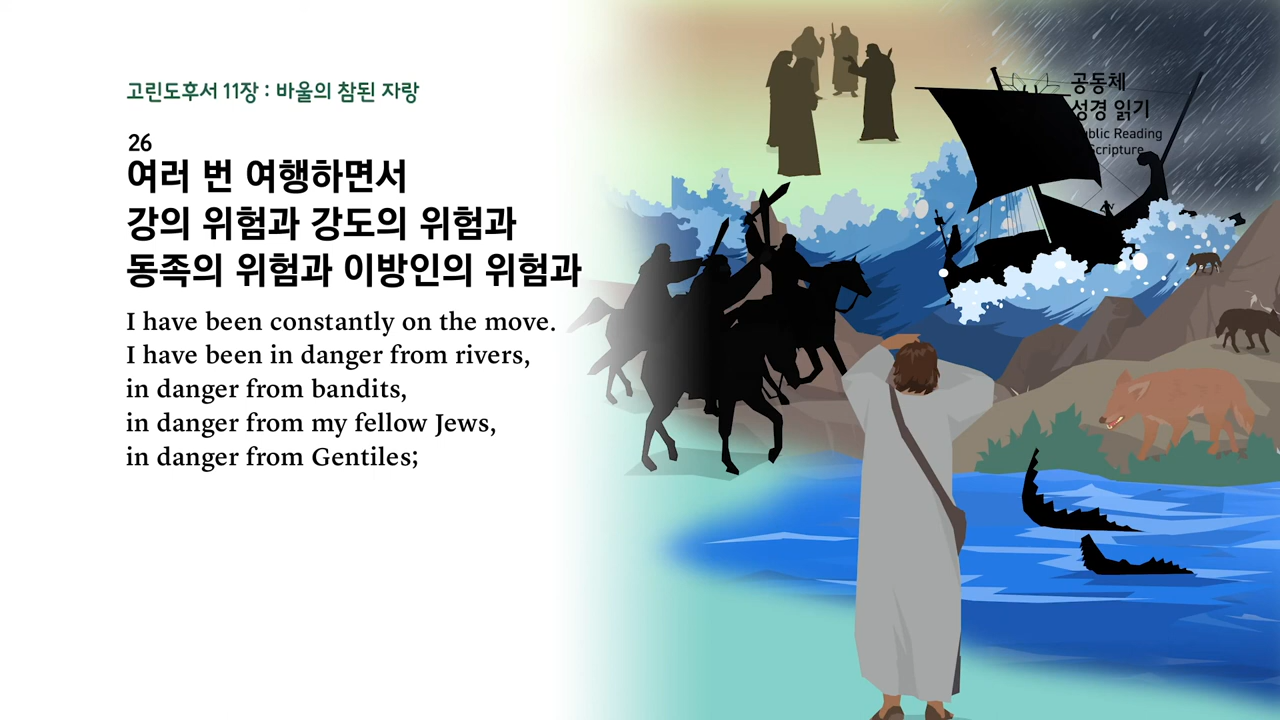 고린도후서 11장 : 바울의 참된 자랑
26
여러 번 여행하면서
강의 위험과 강도의 위험과
동족의 위험과 이방인의 위험과
I have been constantly on the move.
I have been in danger from rivers,
in danger from bandits,
in danger from my fellow Jews,
in danger from Gentiles;
공동체
성경 읽기
Public Reading
Scripture